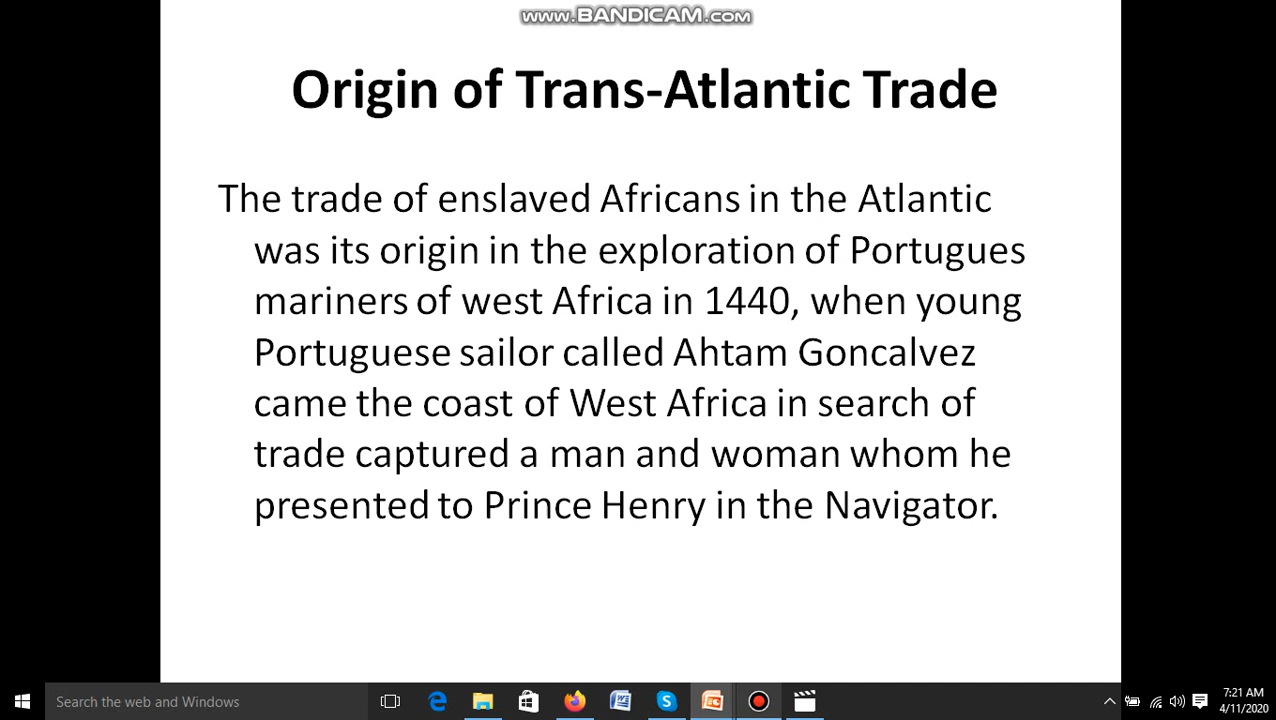 www.BANDICAM.com
Origin of Trans-Atlantic Trade
The trade of enslaved Africans in the Atlantic
was its origin in the exploration of Portugues
mariners of west Africa in 1440, when young
Portuguese sailor called Ahtam Goncalvez
came the coast of West Africa in search of
trade captured a man and woman whom he
presented to Prince Henry in the Navigator.
Search the web and Windows
7:21 AM
4/11/2020